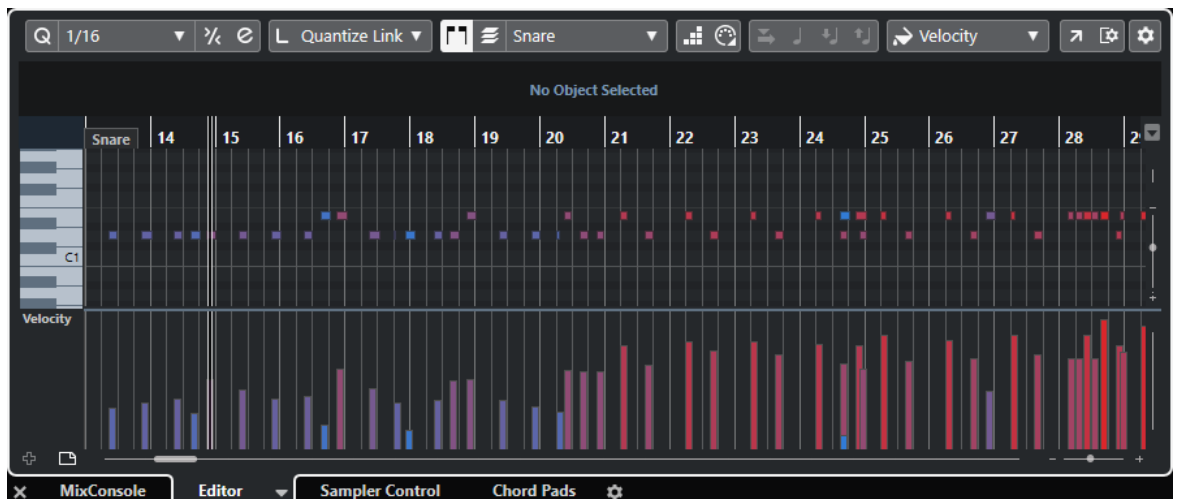 Q 1/16 L Quantize Link Snare Velocity
No Object Selected
Snare 14 15 16 17 18 19 20 21 22 23 24 25 26 27 28
C1
Velocity
MixConsole Editor Sampler Control Chord Pads